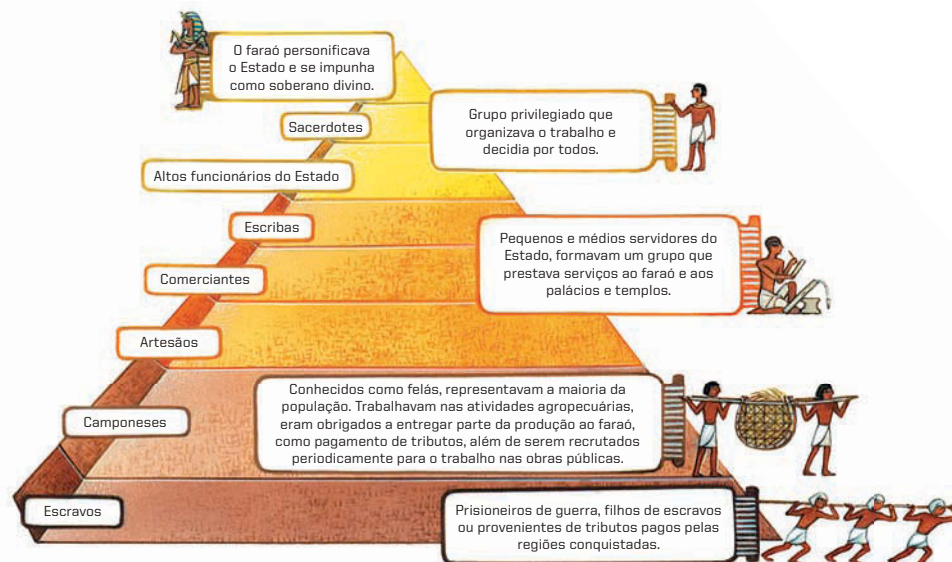 O faraó personificava
o Estado e se impunha
como soberano divino.
Sacerdotes
Grupo privilegiado que
organizava o trabalho e
decidia por todos.
Altos funcionários do Estado
Escribas
Pequenos e médios servidores do
Estado, formavam um grupo que
prestava serviços ao faraó e aos
palácios e templos.
Comerciantes
Artesãos
Camponeses
Conhecidos como felás, representavam a maioria da
população. Trabalhavam nas atividades agropecuárias,
eram obrigados a entregar parte da produção ao faraó,
como pagamento de tributos, além de serem recrutados
periodicamente para o trabalho nas obras públicas.
Escravos
Prisioneiros de guerra, filhos de escravos
ou provenientes de tributos pagos pelas
regiões conquistadas.